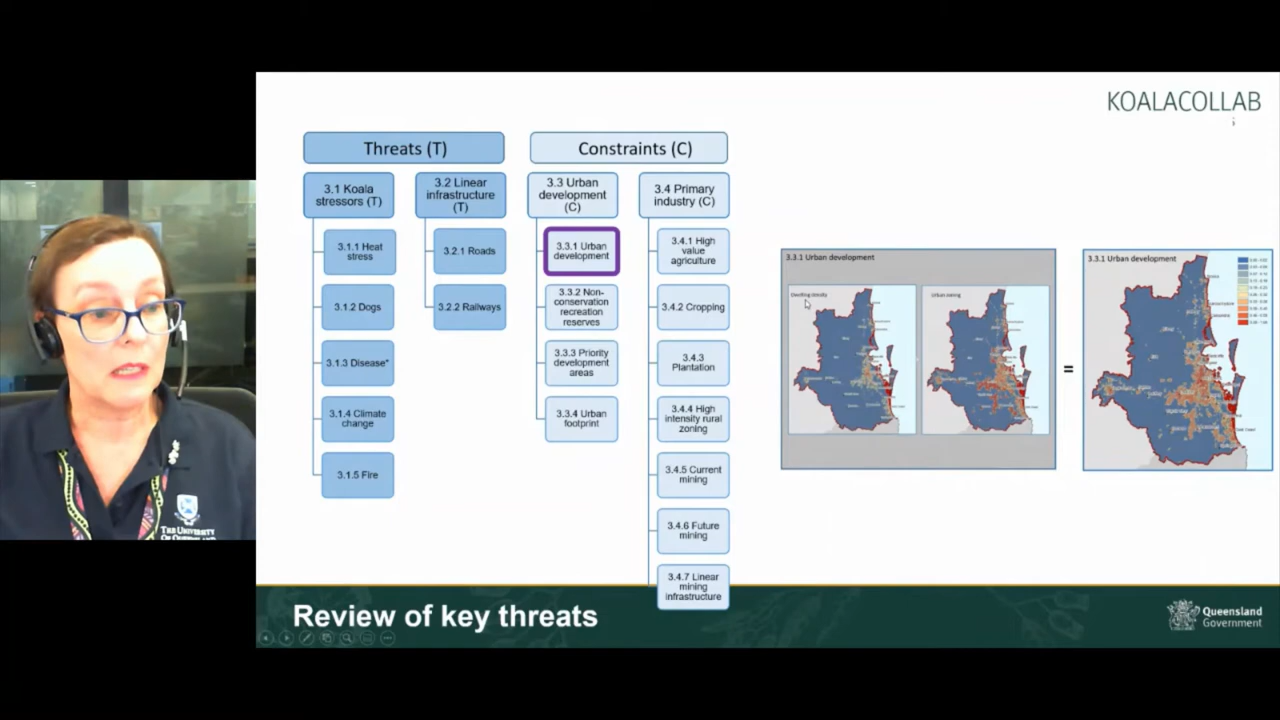 KOALACOLLAB
Threats (T)
Constraints (C)
3.1 Koala
stressors (T)
3.2 Linear
infrastructure
(T)
3.3 Urban
development
(C)
3.4 Primary
industry (C)
3.1.1 Heat
stress
3.1.2 Dogs
3.1.3 Disease*
3.1.4 Climate
change
3.1.5 Fire
3.2.1 Roads
3.2.2 Railways
3.3.1 Urban
development
3.3.2 Non-
conservation
recreation
reserves
3.3.3 Priority
development
areas
3.3.4 Urban
footprint
3.4.1 High
value
agriculture
3.4.2 Cropping
3.4.3
Plantation
3.4.4 High
intensity rural
zoning
3.4.5 Current
mining
3.4.6 Future
mining
3.4.7 Linear
mining
infrastructure
3.3.1 Urban development
Dwelling density
Urban zoning
=
3.3.1 Urban development
Review of key threats
Queensland
Government
THE UNIVERSITY